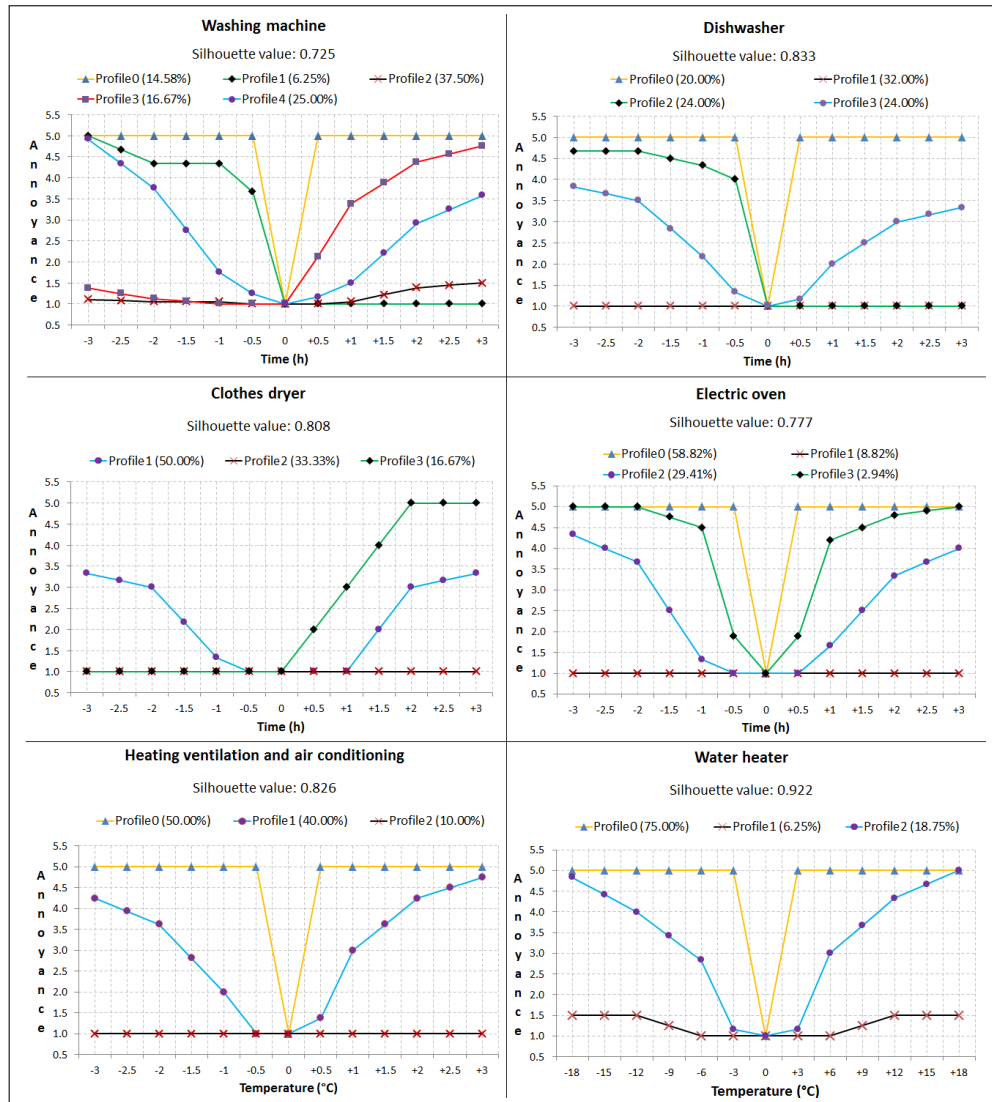 Washing machine
Silhouette value: 0.725
Profile0 (14.58%) Profile1 (6.25%) Profile2 (37.50%)
Profile3 (16.67%) Profile4 (25.00%)
Annoyance
5.5
5.0
4.5
4.0
3.5
3.0
2.5
2.0
1.5
1.0
0.5
-3 -2.5 -2 -1.5 -1 -0.5 0 +0.5 +1 +1.5 +2 +2.5 +3
Time (h)
Dishwasher
Silhouette value: 0.833
Profile0 (20.00%) Profile1 (32.00%)
Profile2 (24.00%) Profile3 (24.00%)
Annoyance
5.5
5.0
4.5
4.0
3.5
3.0
2.5
2.0
1.5
1.0
0.5
-3 -2.5 -2 -1.5 -1 -0.5 0 +0.5 +1 +1.5 +2 +2.5 +3
Time (h)
Clothes dryer
Silhouette value: 0.808
Profile1 (50.00%) Profile2 (33.33%) Profile3 (16.67%)
Annoyance
5.5
5.0
4.5
4.0
3.5
3.0
2.5
2.0
1.5
1.0
0.5
-3 -2.5 -2 -1.5 -1 -0.5 0 +0.5 +1 +1.5 +2 +2.5 +3
Time (h)
Electric oven
Silhouette value: 0.777
Profile0 (58.82%) Profile1 (8.82%)
Profile2 (29.41%) Profile3 (2.94%)
Annoyance
5.5
5.0
4.5
4.0
3.5
3.0
2.5
2.0
1.5
1.0
0.5
-3 -2.5 -2 -1.5 -1 -0.5 0 +0.5 +1 +1.5 +2 +2.5 +3
Time (h)
Heating ventilation and air conditioning
Silhouette value: 0.826
Profile0 (50.00%) Profile1 (40.00%) Profile2 (10.00%)
Annoyance
5.5
5.0
4.5
4.0
3.5
3.0
2.5
2.0
1.5
1.0
0.5
-3 -2.5 -2 -1.5 -1 -0.5 0 +0.5 +1 +1.5 +2 +2.5 +3
Temperature (°C)
Water heater
Silhouette value: 0.922
Profile0 (75.00%) Profile1 (6.25%) Profile2 (18.75%)
Annoyance
5.5
5.0
4.5
4.0
3.5
3.0
2.5
2.0
1.5
1.0
0.5
-18 -15 -12 -9 -6 -3 0 +3 +6 +9 +12 +15 +18
Temperature (°C)